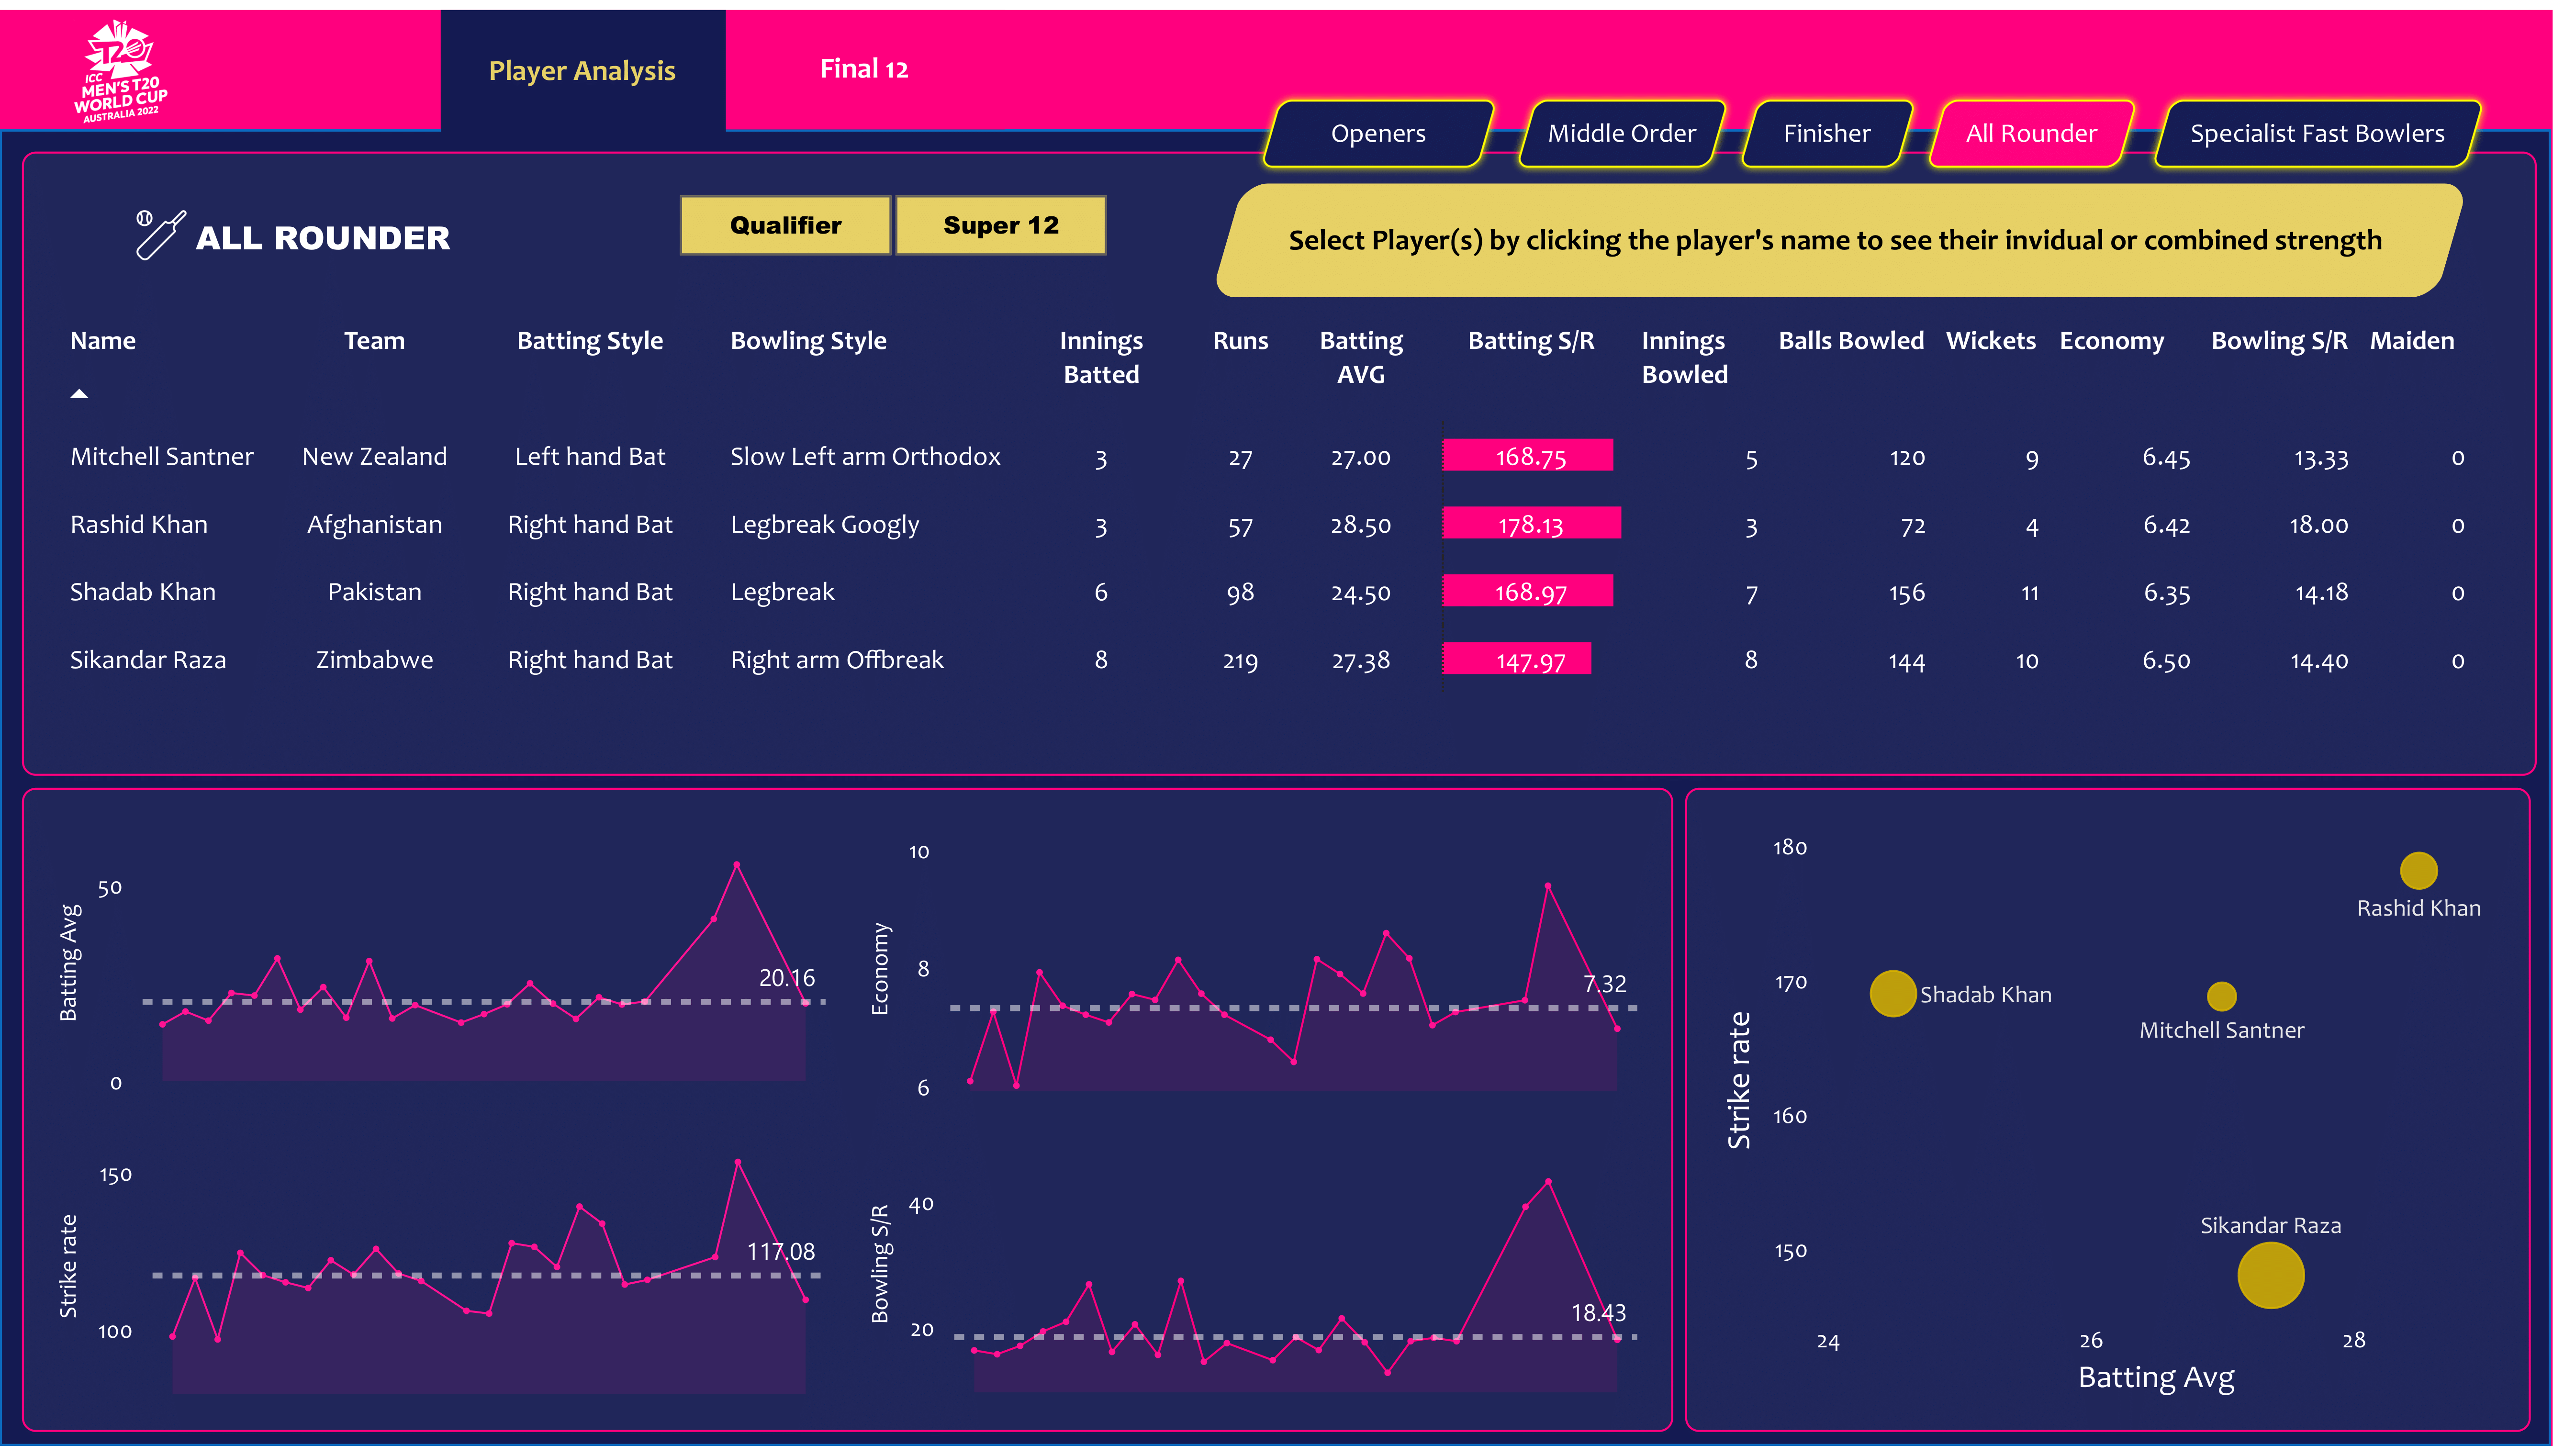 T20
ICC
MEN'S T20
WORLD CUP
AUSTRALIA 2022
Player Analysis
Final 12
Openers
Middle Order
Finisher
All Rounder
Specialist Fast Bowlers
ALL ROUNDER
Qualifier
Super 12
Select Player(s) by clicking the player's name to see their invidual or combined strength
Name Team Batting Style Bowling Style Innings Batted Runs Batting AVG Batting S/R Innings Bowled Balls Bowled Wickets Economy Bowling S/R Maiden
Mitchell Santner New Zealand Left hand Bat Slow Left arm Orthodox 3 27 27.00 168.75 5 120 9 6.45 13.33 0
Rashid Khan Afghanistan Right hand Bat Legbreak Googly 3 57 28.50 178.13 3 72 4 6.42 18.00 0
Shadab Khan Pakistan Right hand Bat Legbreak 6 98 24.50 168.97 7 156 11 6.35 14.18 0
Sikandar Raza Zimbabwe Right hand Bat Right arm Offbreak 8 219 27.38 147.97 8 144 10 6.50 14.40 0
Batting Avg
50
0
20.16
Economy
10
8
6
7.32
Strike rate
150
100
117.08
Bowling S/R
40
20
18.43
Strike rate
180
170
160
150
Rashid Khan
Shadab Khan
Mitchell Santner
Sikandar Raza
24
26
28
Batting Avg